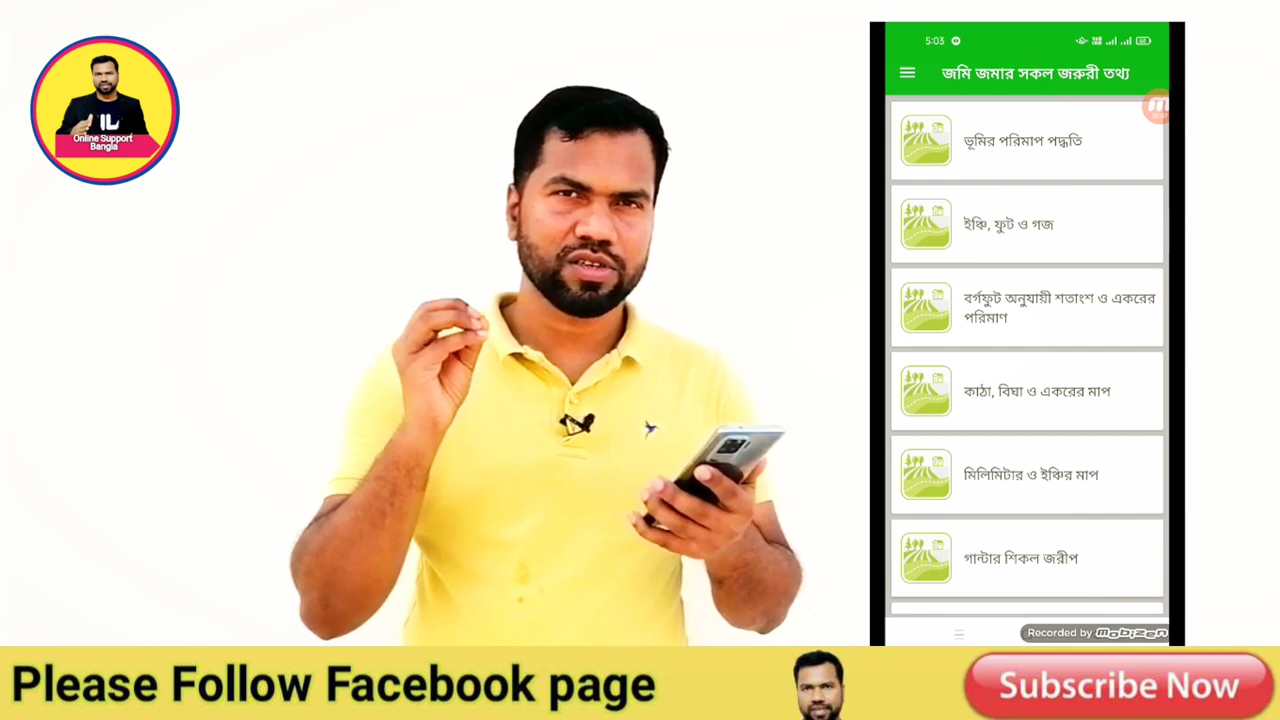 Online Support
Bangla
5:03
জমি জমার সকল জরুরী তথ্য
ভূমির পরিমাপ পদ্ধতি
ইঞ্চি, ফুট ও গজ
বর্গফুট অনুযায়ী শতাংশ ও একরের
পরিমাণ
কাঠা, বিঘা ও একরের মাপ
মিলিমিটার ও ইঞ্চির মাপ
গান্টার শিকল জরীপ
Recorded by mobizen
Please Follow Facebook page
Subscribe Now